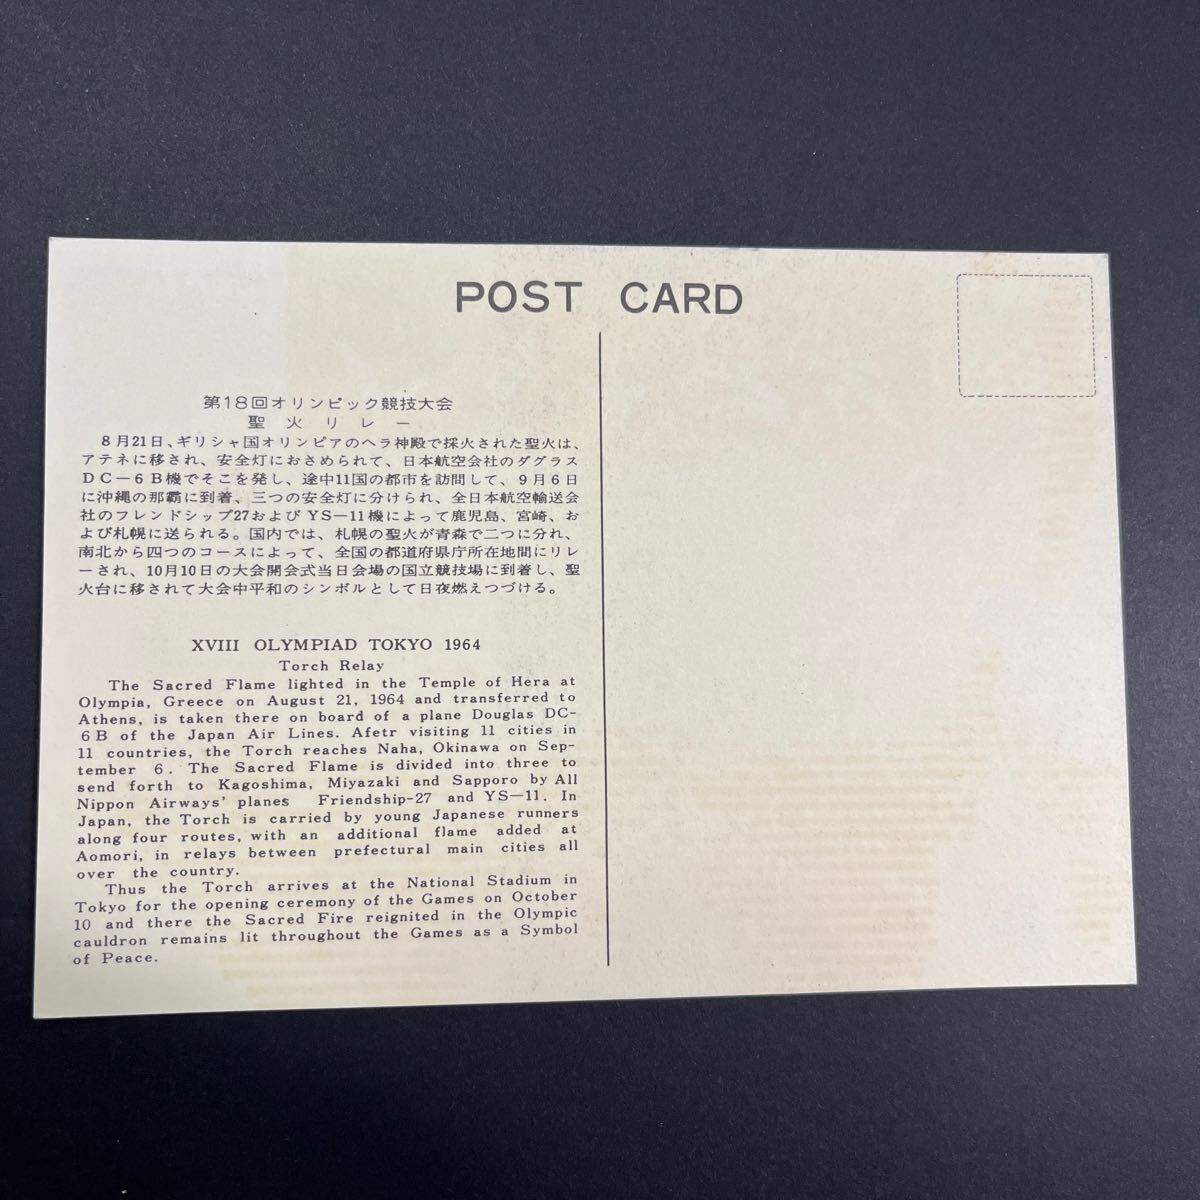 POST CARD
第18回オリンピック競技大会
聖火リレー
8月21日、ギリシャ国オリンピアのヘラ神殿で採火された聖火は、
アテネに移され、安全灯におさめられて、日本航空会社のダグラス
DC—6B機でそこを発し、途中11国の都市を訪問して、9月6日
に沖縄の那覇に到着、三つの安全灯に分けられ、全日本航空輸送会
社のフレンドシップ27およびYS—11機によって鹿児島、宮崎、お
よび札幌に送られる。国内では、札幌の聖火が青森で二つに分れ、
南北から四つのコースによって、全国の都道府県庁所在地間にリレ
ーされ、10月10日の大会開会式当日会場の国立競技場に到着し、聖
火台に移されて大会中平和のシンボルとして日夜燃えつづける。
XVIII OLYMPIAD TOKYO 1964
Torch Relay
The Sacred Flame lighted in the Temple of Hera at
Olympia, Greece on August 21, 1964 and transferred to
Athens, is taken there on board of a plane Douglas DC-
6B of the Japan Air Lines. Afetr visiting 11 cities in
11 countries, the Torch reaches Naha, Okinawa on Sep-
tember 6. The Sacred Flame is divided into three to
send forth to Kagoshima, Miyazaki and Sapporo by All
Nippon Airways' planes Friendship-27 and YS—11. In
Japan, the Torch is carried by young Japanese runners
along four routes, with an additional flame added at
Aomori, in relays between prefectural main cities all
over the country.
Thus the Torch arrives at the National Stadium in
Tokyo for the opening ceremony of the Games on October
10 and there the Sacred Fire reignited in the Olympic
cauldron remains lit throughout the Games as a Symbol
of Peace.